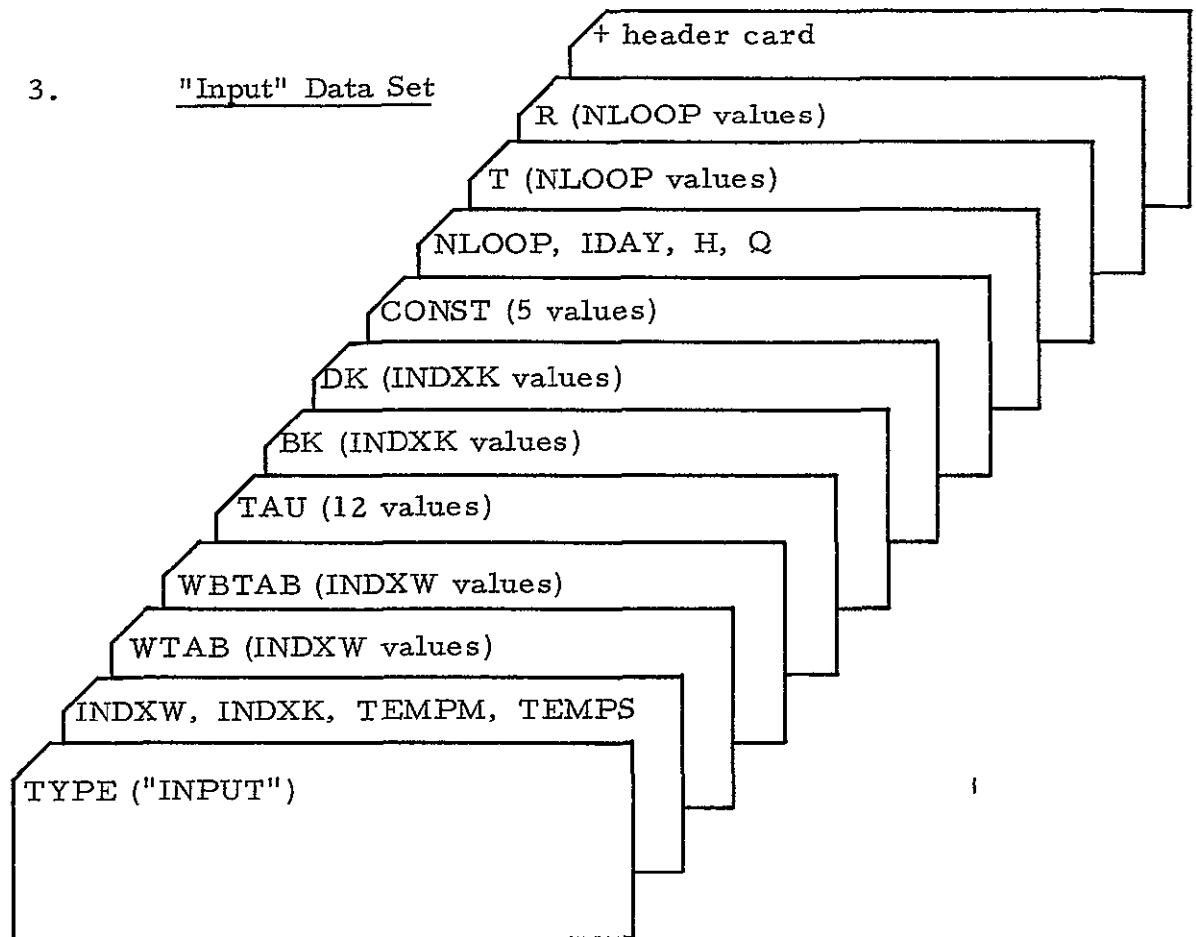 + header card
3. "Input" Data Set
R (NLOOP values)
T (NLOOP values)
NLOOP, IDAY, H, Q
CONST (5 values)
DK (INDXK values)
BK (INDXK values)
TAU (12 values)
WBTAB (INDXW values)
WTAB (INDXW values)
INDXW, INDXK, TEMPM, TEMPS
TYPE ("INPUT")